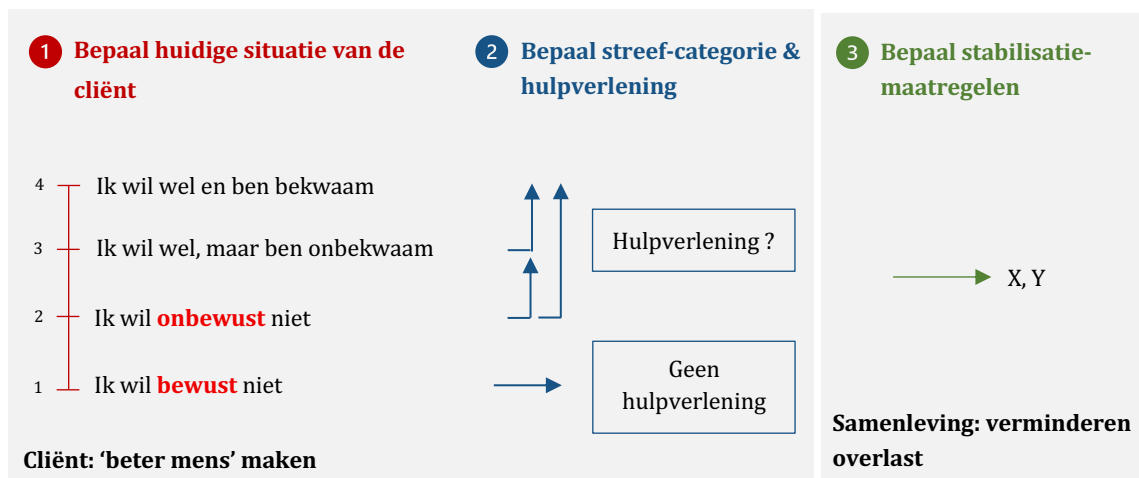 1 Bepaal huidige situatie van de
cliënt
2 Bepaal streef-categorie &
hulpverlening
3 Bepaal stabilisatie-
maatregelen
4 Ik wil wel en ben bekwaam
3 Ik wil wel, maar ben onbekwaam
2 Ik wil onbewust niet
1 Ik wil bewust niet
Hulpverlening ?
Geen
hulpverlening
X, Y
Cliënt: ‘beter mens’ maken
Samenleving: verminderen
overlast